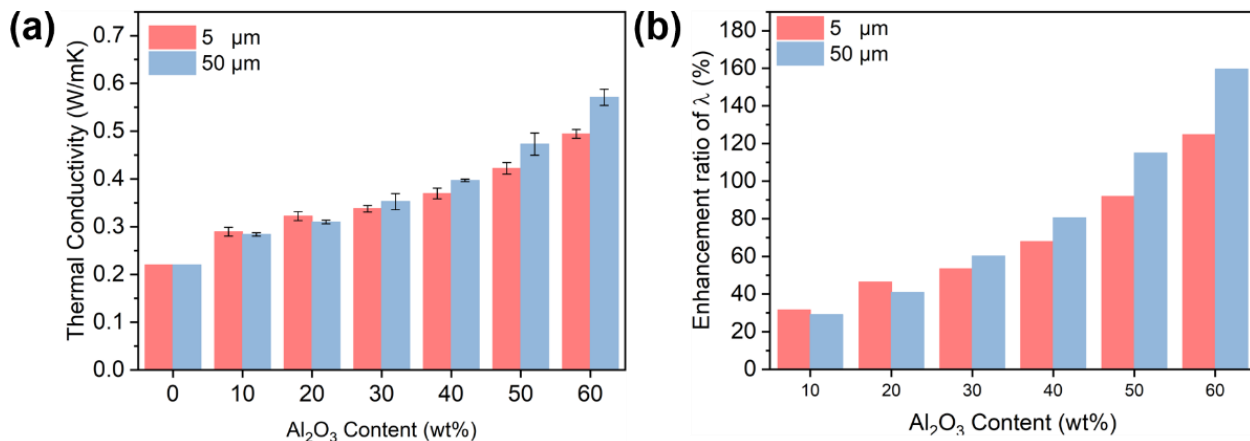 (a)
0.7
0.6
0.5
0.4
0.3
0.2
0.1
0.0
Thermal Conductivity (W/mK)
5 μm
50 μm
0 10 20 30 40 50 60
Al₂O₃ Content (wt%)
(b)
180
160
140
120
100
80
60
40
20
0
Enhancement ratio of λ (%)
5 μm
50 μm
10 20 30 40 50 60
Al₂O₃ Content (wt%)